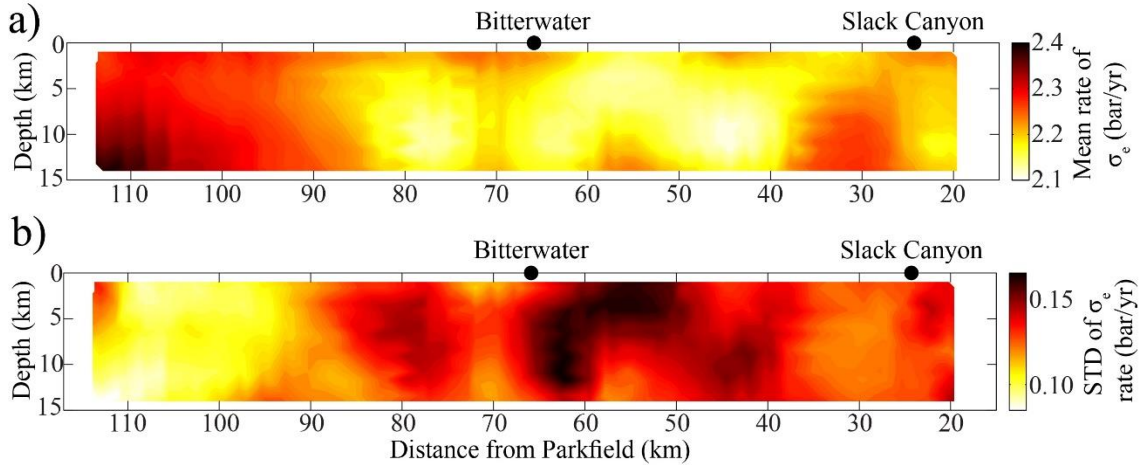 a)
Bitterwater
Slack Canyon
Depth (km)
0
5
10
15
110 100 90 80 70 60 50 40 30 20
2.4
2.3
2.2
2.1
Mean rate of
σe (bar/yr)
b)
Bitterwater
Slack Canyon
Depth (km)
0
5
10
15
110 100 90 80 70 60 50 40 30 20
Distance from Parkfield (km)
0.15
0.10
STD of σe
rate (bar/yr)